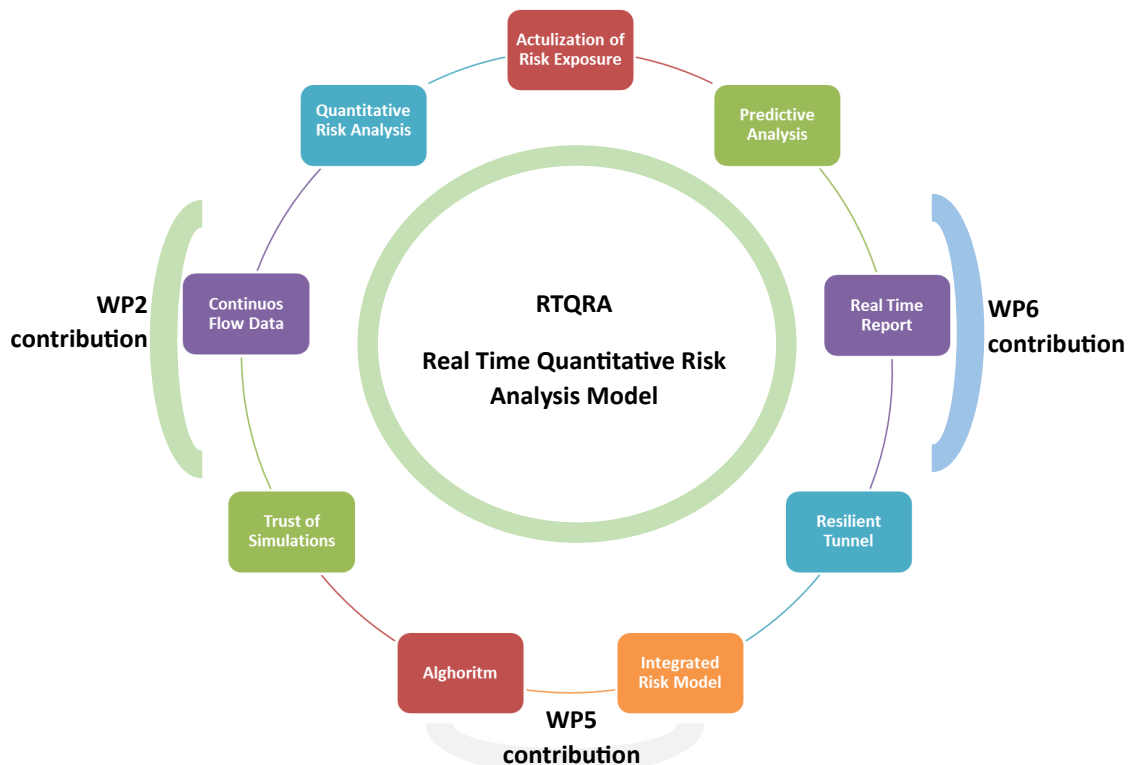 Actulization of
Risk Exposure
Quantitative
Risk Analysis
Predictive
Analysis
WP2
contribution
Continuos
Flow Data
RTQRA
Real Time Quantitative Risk
Analysis Model
Real Time
Report
WP6
contribution
Trust of
Simulations
Resilient
Tunnel
Alghoritm
Integrated
Risk Model
WP5
contribution